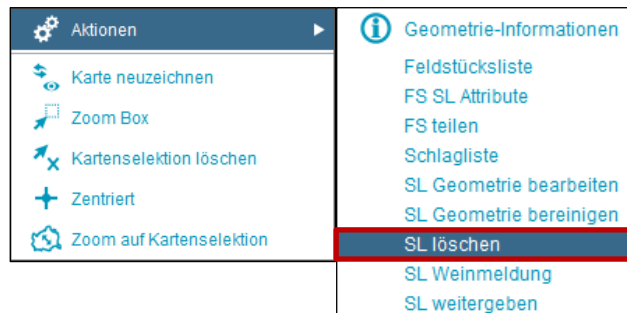 Aktionen
Karte neuzeichnen
Zoom Box
Kartenselektion löschen
Zentriert
Zoom auf Kartenselektion
Geometrie-Informationen
Feldstücksliste
FS SL Attribute
FS teilen
Schlagliste
SL Geometrie bearbeiten
SL Geometrie bereinigen
SL löschen
SL Weinmeldung
SL weitergeben